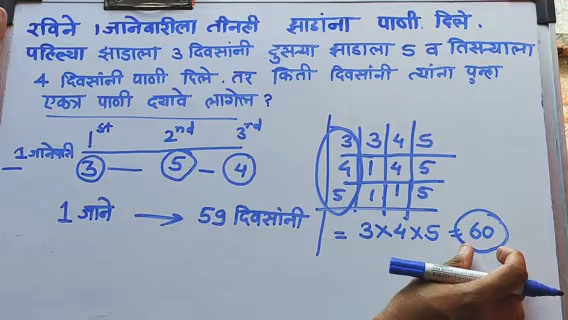 रविने 1 जानेवारीला तीनही झाडांना पाणी दिले.
पहिल्या झाडाला 3 दिवसांनी दुसऱ्या झाडाला 5 व तिसऱ्याला
4 दिवसांनी पाणी दिले. तर किती दिवसांनी त्यांना पुन्हा
एकत्र पाणी दयावे लागेल ?
1st 2nd 3rd
1 जानेवारी
3 — 5 - 4
1 जाने → 59 दिवसांनी
3 3 4 5
4 1 4 5
5 1 1 5
= 3×4×5 = 60